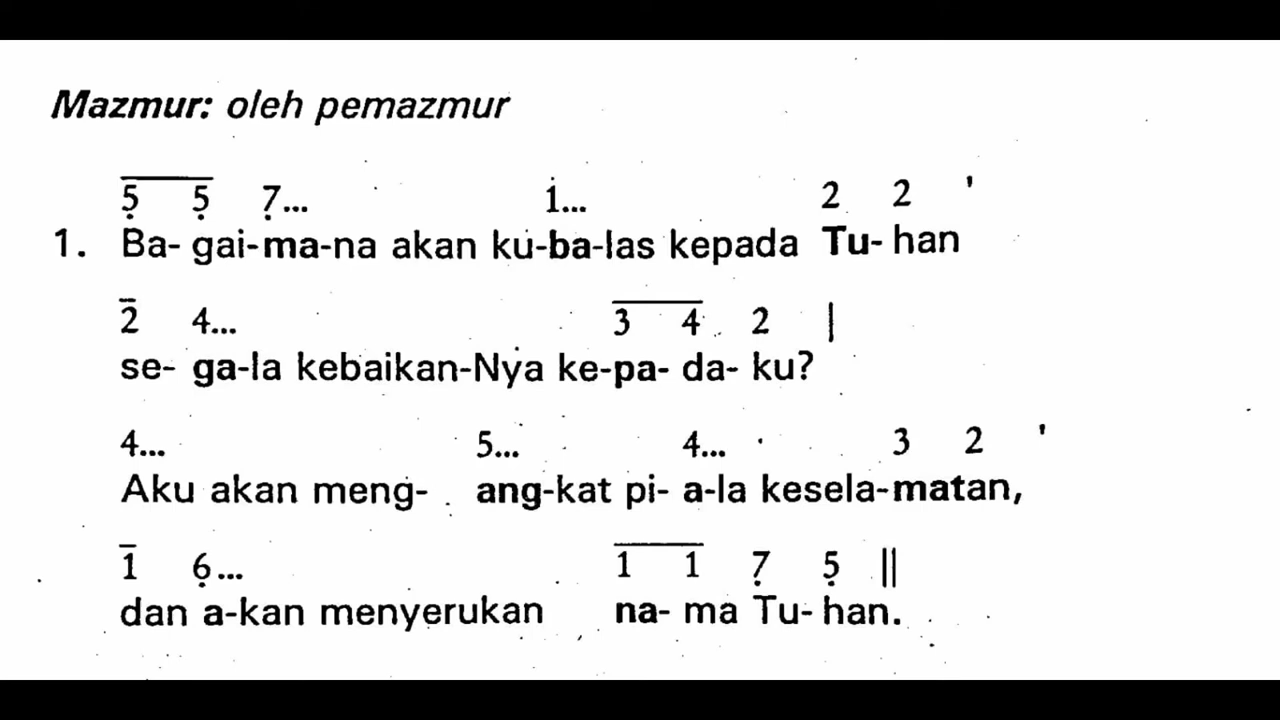 Mazmur: oleh pemazmur
5̣ 5̣ 7̣... 1... 2 2 '
1. Ba- gai-ma-na akan ku-ba-las kepada Tu- han
2 4... 3 4 2 |
se- ga-la kebaikan-Nya ke-pa- da- ku?
4... 5... 4... 3 2 '
Aku akan meng- ang-kat pi- a-la kesela-matan,
1 6̣... 1 1 7̣ 5̣ ||
dan a-kan menyerukan na- ma Tu- han.